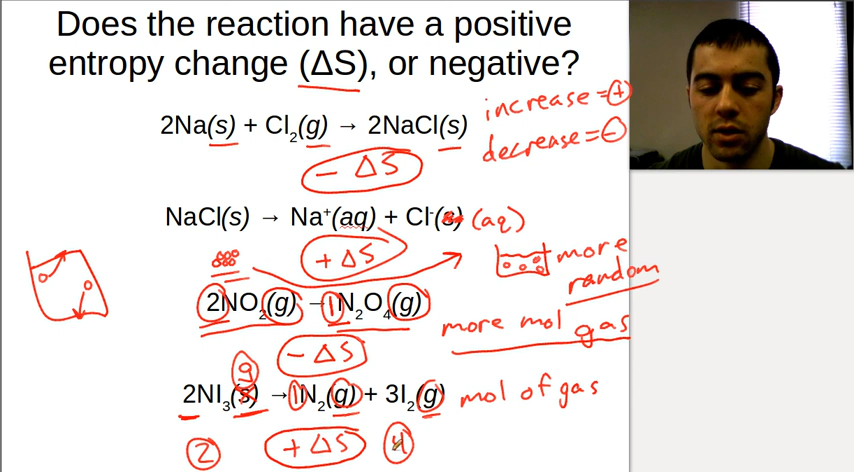 Does the reaction have a positive
entropy change (ΔS), or negative?
increase = +
2Na(s) + Cl₂(g) → 2NaCl(s)
decrease = -
- ΔS
NaCl(s) → Na⁺(aq) + Cl⁻(s) (aq)
+ ΔS
more
random
2NO₂(g) → 1N₂O₄(g)
more mol gas
- ΔS
g
2NI₃(s) → 1N₂(g) + 3I₂(g) mol of gas
2 + ΔS 4